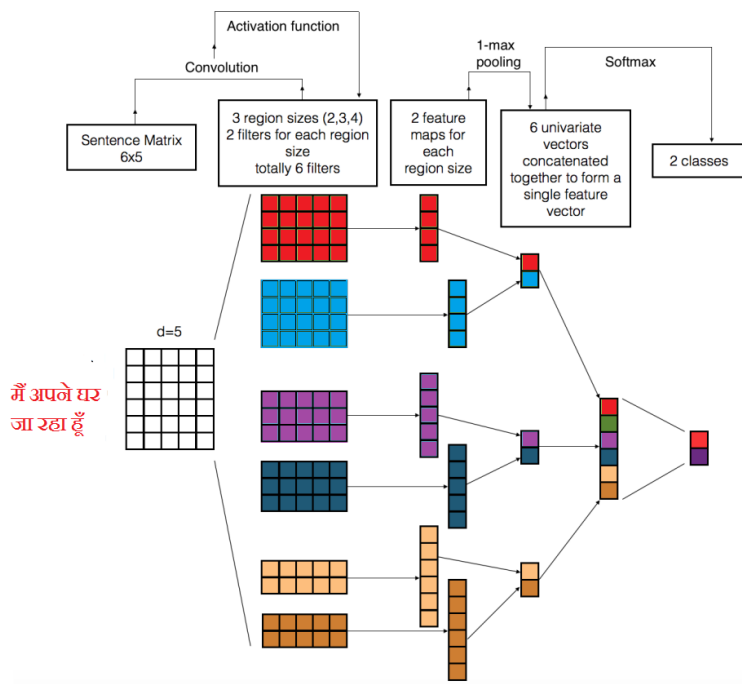 Activation function
Convolution
1-max
pooling
Softmax
Sentence Matrix
6x5
3 region sizes (2,3,4)
2 filters for each region
size
totally 6 filters
2 feature
maps for
each
region size
6 univariate
vectors
concatenated
together to form a
single feature
vector
2 classes
d=5
मैं अपने घर
जा रहा हूँ